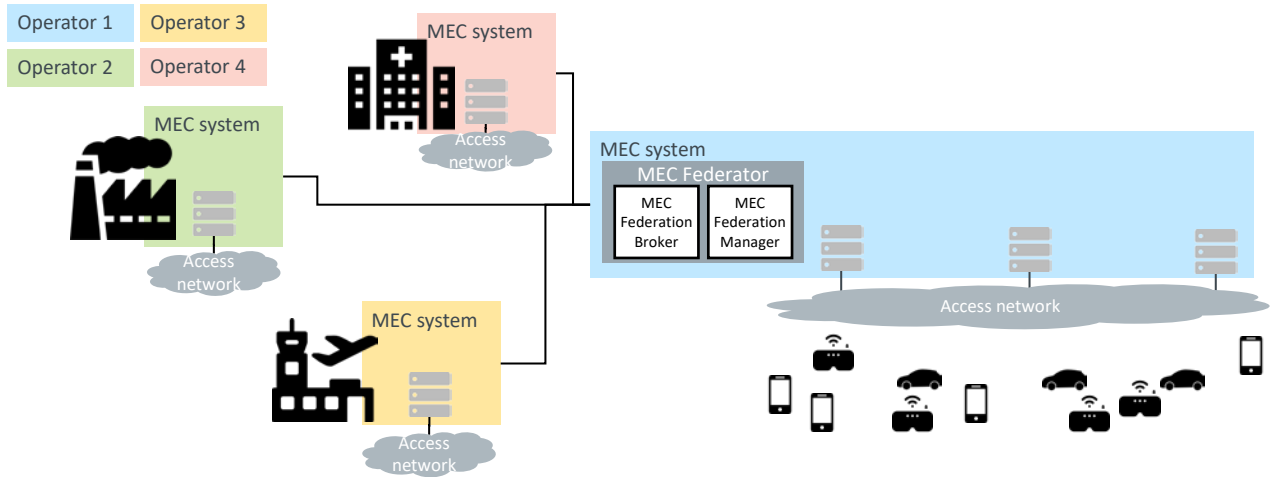 Operator 1
Operator 3
Operator 2
Operator 4
MEC system
Access
network
MEC system
Access
network
MEC system
Access
network
MEC system
MEC Federator
MEC
Federation
Broker
MEC
Federation
Manager
Access network